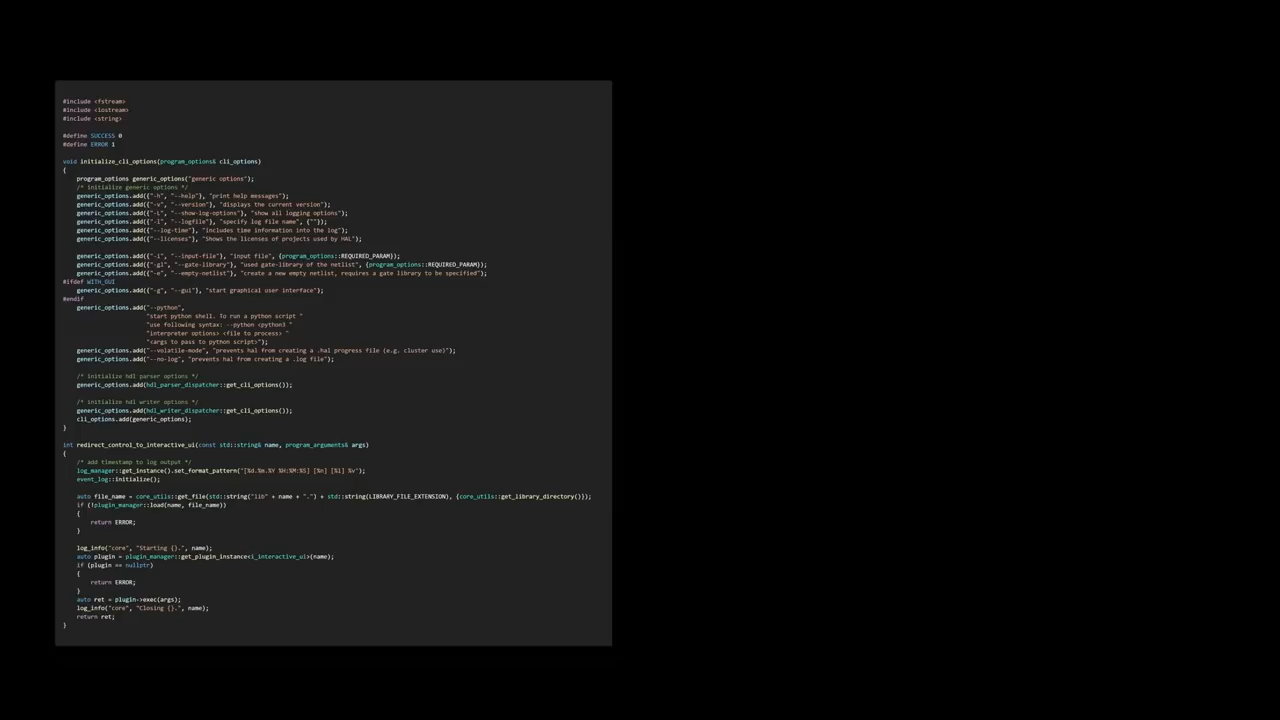 #include <fstream>
#include <iostream>
#include <string>
#define SUCCESS 0
#define ERROR 1
void initialize_cli_options(program_options& cli_options)
{
program_options generic_options("generic options");
/* initialize generic options */
generic_options.add({"-h", "--help"}, "print help messages");
generic_options.add({"-v", "--version"}, "displays the current version");
generic_options.add({"-L", "--show-log-options"}, "show all logging options");
generic_options.add({"-l", "--logfile"}, "specify log file name", {""});
generic_options.add({"--log-time"}, "includes time information into the log");
generic_options.add({"--licenses"}, "Shows the licenses of projects used by HAL");
generic_options.add({"-i", "--input-file"}, "input file", {program_options::REQUIRED_PARAM});
generic_options.add({"-gl", "--gate-library"}, "used gate-library of the netlist", {program_options::REQUIRED_PARAM});
generic_options.add({"-e", "--empty-netlist"}, "create a new empty netlist, requires a gate library to be specified");
#ifdef WITH_GUI
generic_options.add({"-g", "--gui"}, "start graphical user interface");
#endif
generic_options.add("--python",
"start python shell. To run a python script "
"use following syntax: --python <python3 "
"interpreter options> <file to process> "
"<args to pass to python script>");
generic_options.add("--volatile-mode", "prevents hal from creating a .hal progress file (e.g. cluster use)");
generic_options.add("--no-log", "prevents hal from creating a .log file");
/* initialize hdl parser options */
generic_options.add(hdl_parser_dispatcher::get_cli_options());
/* initialize hdl writer options */
generic_options.add(hdl_writer_dispatcher::get_cli_options());
cli_options.add(generic_options);
}
int redirect_control_to_interactive_ui(const std::string& name, program_arguments& args)
{
/* add timestamp to log output */
log_manager::get_instance().set_format_pattern("[%d.%m.%Y %H:%M:%S] [%n] [%l] %v");
event_log::initialize();
auto file_name = core_utils::get_file(std::string("lib" + name + ".") + std::string(LIBRARY_FILE_EXTENSION), {core_utils::get_library_directory()});
if (!plugin_manager::load(name, file_name))
{
return ERROR;
}
log_info("core", "Starting {}.", name);
auto plugin = plugin_manager::get_plugin_instance<i_interactive_ui>(name);
if (plugin == nullptr)
{
return ERROR;
}
auto ret = plugin->exec(args);
log_info("core", "Closing {}.", name);
return ret;
}